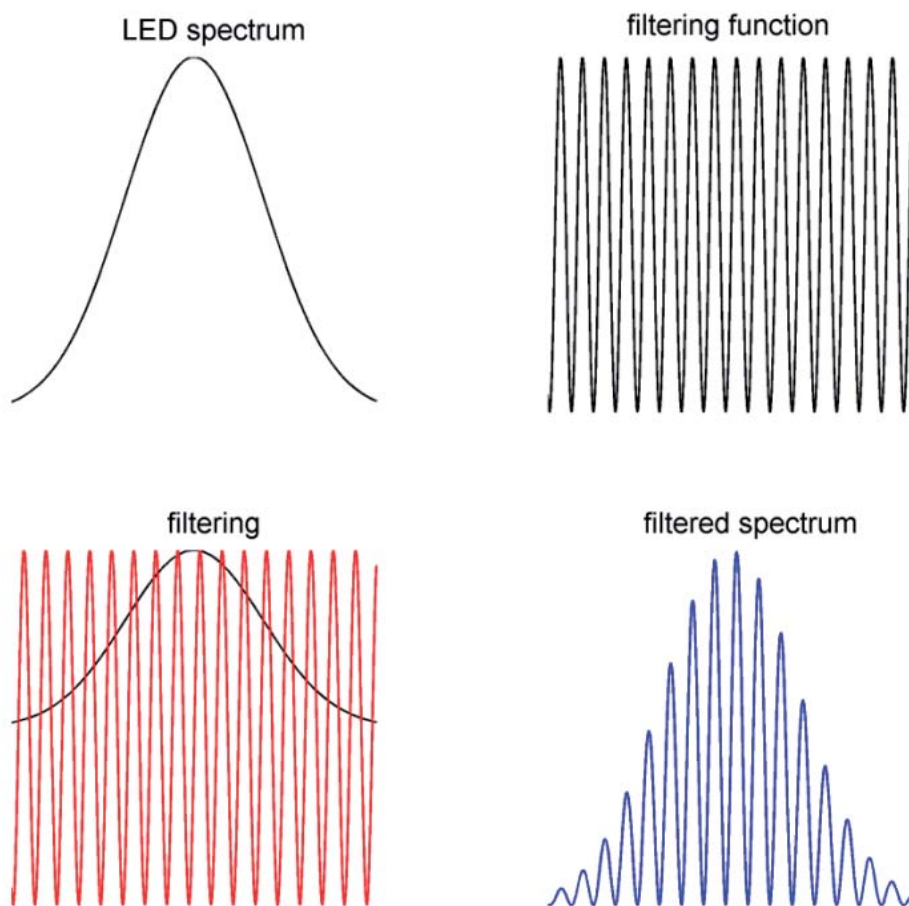 LED spectrum
filtering function
filtering
filtered spectrum